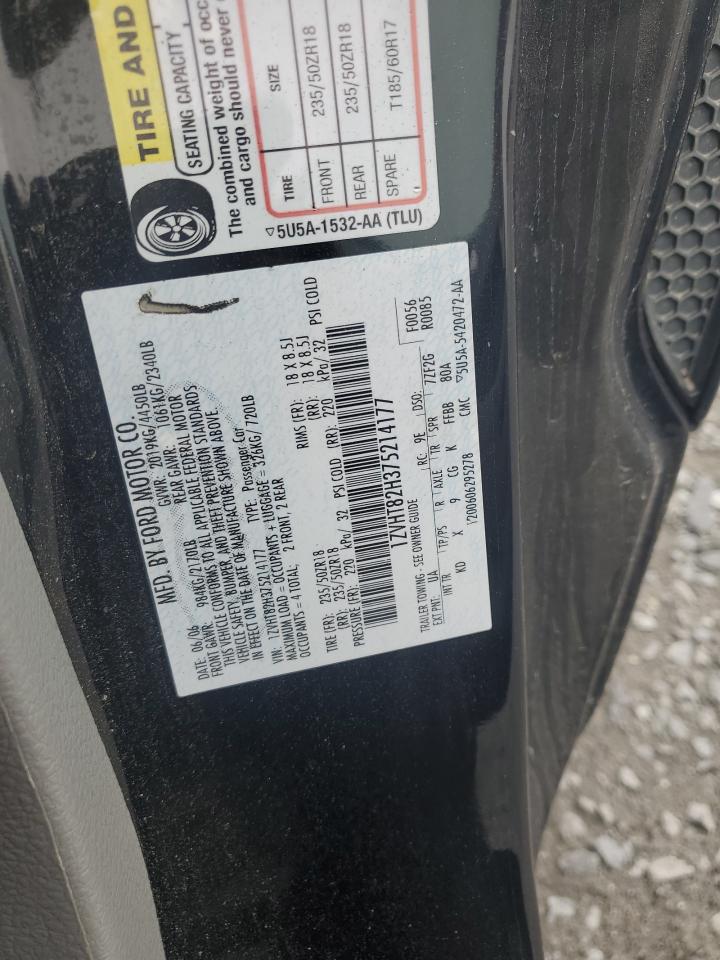 TIRE AND
SEATING CAPACITY
The combined weight of occ
and cargo should never
TIRE SIZE
FRONT 235/50ZR18
REAR 235/50ZR18
SPARE T185/60R17
5U5A-1532-AA (TLU)
MFD. BY FORD MOTOR CO.
DATE: 06/06 GVWR: 2019KG/4450LB
FRONT GAWR: 984KG/2170LB REAR GAWR: 1061KG/2340LB
THIS VEHICLE CONFORMS TO ALL APPLICABLE FEDERAL MOTOR
VEHICLE SAFETY, BUMPER, AND THEFT PREVENTION STANDARDS
IN EFFECT ON THE DATE OF MANUFACTURE SHOWN ABOVE.
VIN: 1ZVHT82H375214177 TYPE: Passenger Car
MAXIMUM LOAD = OCCUPANTS + LUGGAGE = 326KG/720LB
OCCUPANTS = 4 TOTAL; 2 FRONT, 2 REAR
TIRE (FR): 235/50ZR18 RIMS (FR): 18 X 8.5J
(RR): 235/50ZR18 (RR): 18 X 8.5J
PRESSURE (FR): 220 kPa/ 32 PSI COLD (RR): 220 kPa/ 32 PSI COLD
1ZVHT82H375214177
TRAILER TOWING - SEE OWNER GUIDE
EXT PNT: UA RC: 9E DSO: F0056
R0085
INT TR TP/PS R AXLE TR SPR 7ZF2G
KD X 9 CG K FFBB 80A
CMC
1200606295278 5U5A-5420472-AA